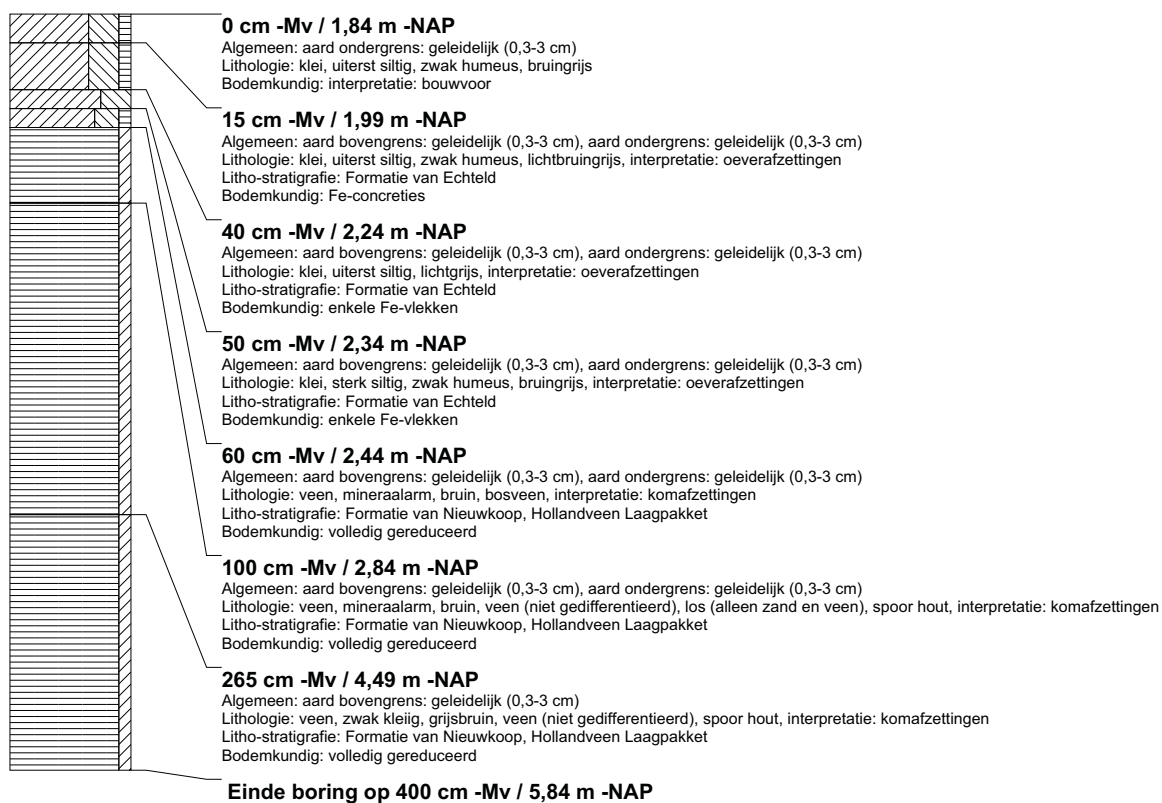 0 cm -Mv / 1,84 m -NAP
Algemeen: aard ondergrens: geleidelijk (0,3-3 cm)
Lithologie: klei, uiterst siltig, zwak humeus, bruingrijs
Bodemkundig: interpretatie: bouwvoor
15 cm -Mv / 1,99 m -NAP
Algemeen: aard bovengrens: geleidelijk (0,3-3 cm), aard ondergrens: geleidelijk (0,3-3 cm)
Lithologie: klei, uiterst siltig, zwak humeus, lichtbruingrijs, interpretatie: oeverafzettingen
Litho-stratigrafie: Formatie van Echteld
Bodemkundig: Fe-concreties
40 cm -Mv / 2,24 m -NAP
Algemeen: aard bovengrens: geleidelijk (0,3-3 cm), aard ondergrens: geleidelijk (0,3-3 cm)
Lithologie: klei, uiterst siltig, lichtgrijs, interpretatie: oeverafzettingen
Litho-stratigrafie: Formatie van Echteld
Bodemkundig: enkele Fe-vlekken
50 cm -Mv / 2,34 m -NAP
Algemeen: aard bovengrens: geleidelijk (0,3-3 cm), aard ondergrens: geleidelijk (0,3-3 cm)
Lithologie: klei, sterk siltig, zwak humeus, bruingrijs, interpretatie: oeverafzettingen
Litho-stratigrafie: Formatie van Echteld
Bodemkundig: enkele Fe-vlekken
60 cm -Mv / 2,44 m -NAP
Algemeen: aard bovengrens: geleidelijk (0,3-3 cm), aard ondergrens: geleidelijk (0,3-3 cm)
Lithologie: veen, mineraalarm, bruin, bosveen, interpretatie: komafzettingen
Litho-stratigrafie: Formatie van Nieuwkoop, Hollandveen Laagpakket
Bodemkundig: volledig gereduceerd
100 cm -Mv / 2,84 m -NAP
Algemeen: aard bovengrens: geleidelijk (0,3-3 cm), aard ondergrens: geleidelijk (0,3-3 cm)
Lithologie: veen, mineraalarm, bruin, veen (niet gedifferentieerd), los (alleen zand en veen), spoor hout, interpretatie: komafzettingen
Litho-stratigrafie: Formatie van Nieuwkoop, Hollandveen Laagpakket
Bodemkundig: volledig gereduceerd
265 cm -Mv / 4,49 m -NAP
Algemeen: aard bovengrens: geleidelijk (0,3-3 cm)
Lithologie: veen, zwak kleiig, grijsbruin, veen (niet gedifferentieerd), spoor hout, interpretatie: komafzettingen
Litho-stratigrafie: Formatie van Nieuwkoop, Hollandveen Laagpakket
Bodemkundig: volledig gereduceerd
Einde boring op 400 cm -Mv / 5,84 m -NAP